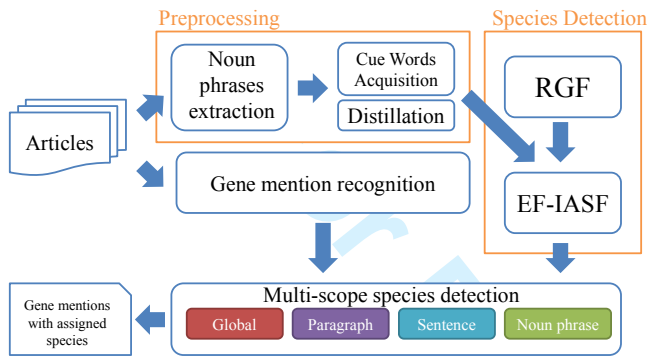 Preprocessing
Species Detection
Noun
phrases
extraction
Cue Words
Acquisition
Distillation
RGF
Articles
Gene mention recognition
EF-IASF
Multi-scope species detection
Global
Paragraph
Sentence
Noun phrase
Gene mentions
with assigned
species